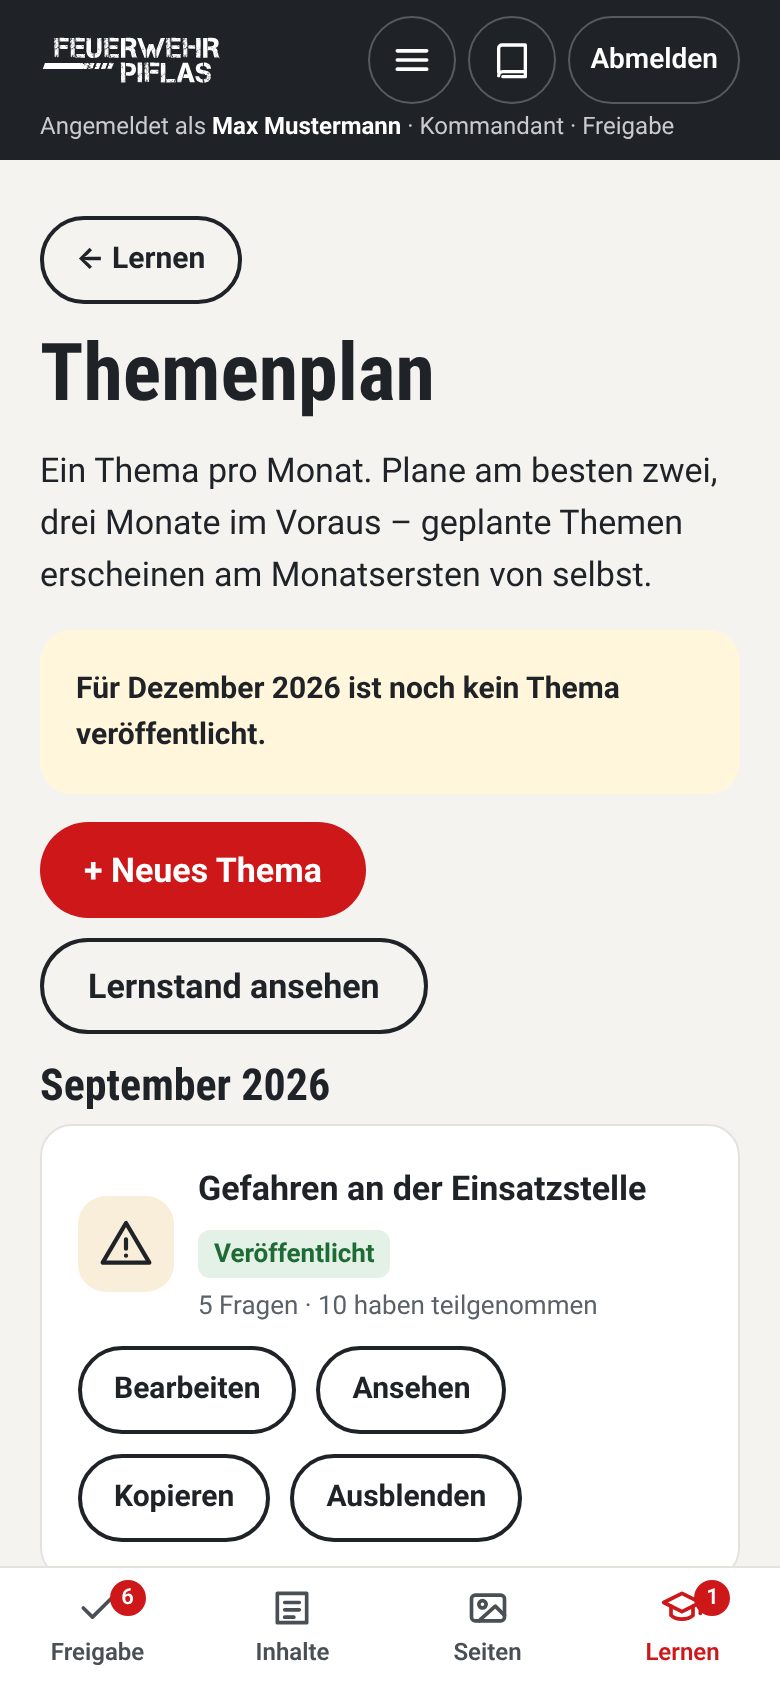 FEUERWEHR
PIFLAS
Abmelden
Angemeldet als Max Mustermann · Kommandant · Freigabe
← Lernen
Themenplan
Ein Thema pro Monat. Plane am besten zwei,
drei Monate im Voraus – geplante Themen
erscheinen am Monatsersten von selbst.
Für Dezember 2026 ist noch kein Thema
veröffentlicht.
+ Neues Thema
Lernstand ansehen
September 2026
Gefahren an der Einsatzstelle
Veröffentlicht
5 Fragen · 10 haben teilgenommen
Bearbeiten
Ansehen
Kopieren
Ausblenden
6
1
Freigabe
Inhalte
Seiten
Lernen